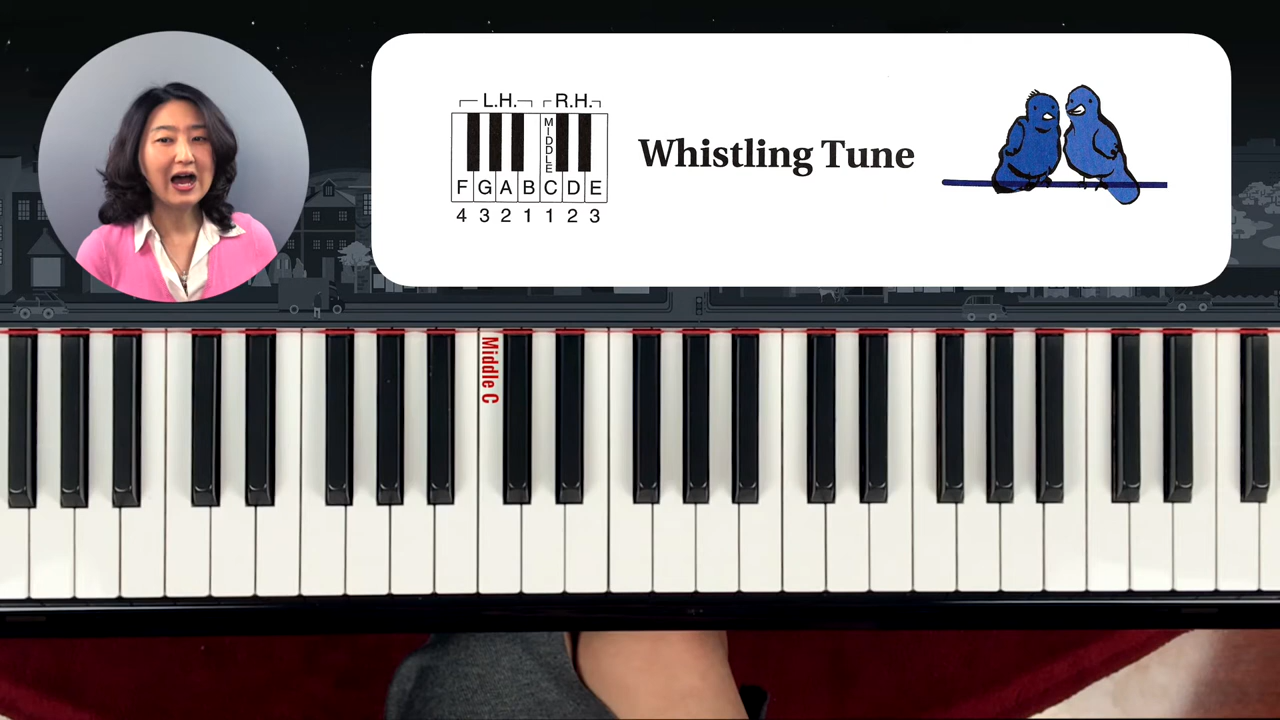 L.H. R.H.
MIDDLE
F G A B C D E
4 3 2 1 1 2 3
Whistling Tune
Middle C